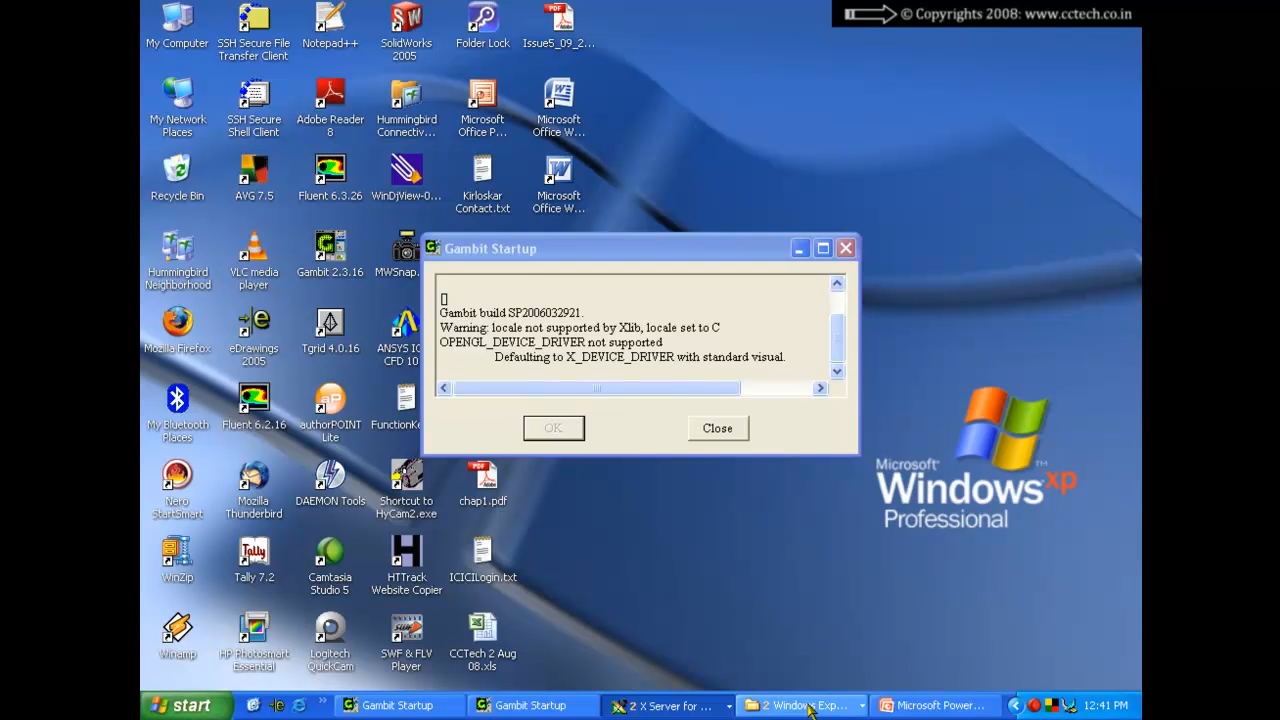 © Copyrights 2008: www.cctech.co.in
My Computer
SSH Secure File
Transfer Client
Notepad++
SolidWorks
2005
Folder Lock
Issue5_09_2...
My Network
Places
SSH Secure
Shell Client
Adobe Reader
8
Hummingbird
Connectiv...
Microsoft
Office P...
Microsoft
Office W...
Recycle Bin
AVG 7.5
Fluent 6.3.26
WinDjView-0...
Kirloskar
Contact.txt
Microsoft
Office W...
Hummingbird
Neighborhood
VLC media
player
Gambit 2.3.16
MWSnap.
Mozilla Firefox
eDrawings
2005
Tgrid 4.0.16
ANSYS IC
CFD 10
My Bluetooth
Places
Fluent 6.2.16
authorPOINT
Lite
FunctionKe
Nero
StartSmart
Mozilla
Thunderbird
DAEMON Tools
Shortcut to
HyCam2.exe
chap1.pdf
WinZip
Tally 7.2
Camtasia
Studio 5
HTTrack
Website Copier
ICICILogin.txt
Winamp
HP Photosmart
Essential
Logitech
QuickCam
SWF & FLV
Player
CCTech 2 Aug
08.xls
Gambit Startup
Gambit build SP2006032921.
Warning: locale not supported by Xlib, locale set to C
OPENGL_DEVICE_DRIVER not supported
Defaulting to X_DEVICE_DRIVER with standard visual.
OK
Close
Microsoft
Windows xp
Professional
start
Gambit Startup
Gambit Startup
2 X Server for ...
2 Windows Exp...
Microsoft Power...
12:41 PM